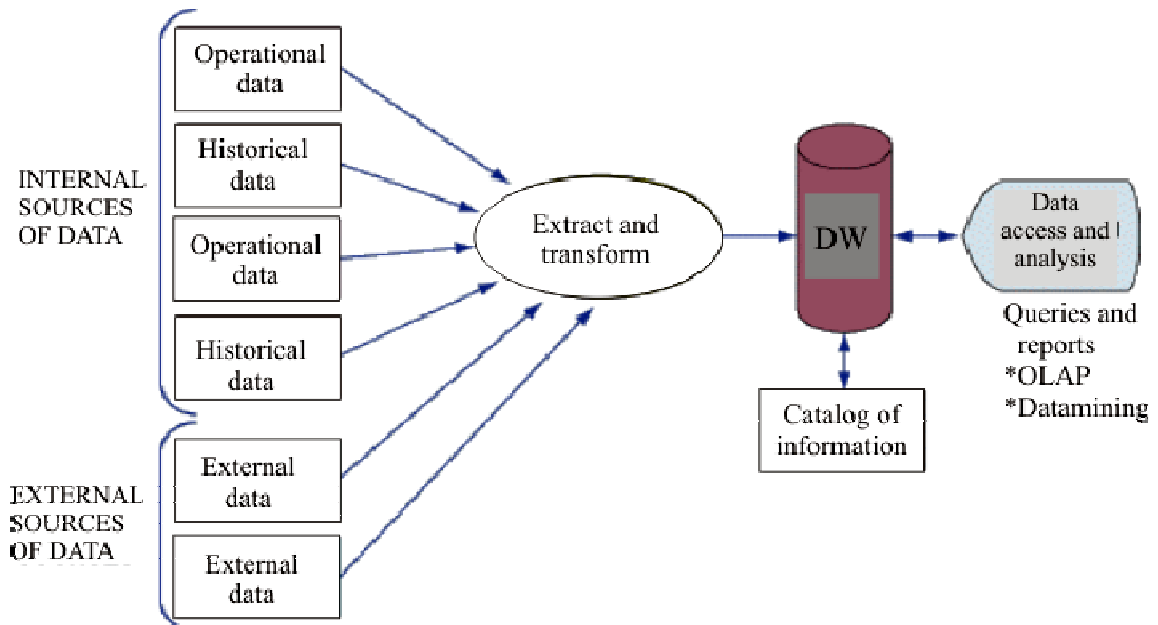 INTERNAL
SOURCES
OF DATA
Operational
data
Historical
data
Operational
data
Historical
data
EXTERNAL
SOURCES
OF DATA
External
data
External
data
Extract and
transform
DW
Catalog of
information
Data
access and
analysis
Queries and
reports
*OLAP
*Datamining